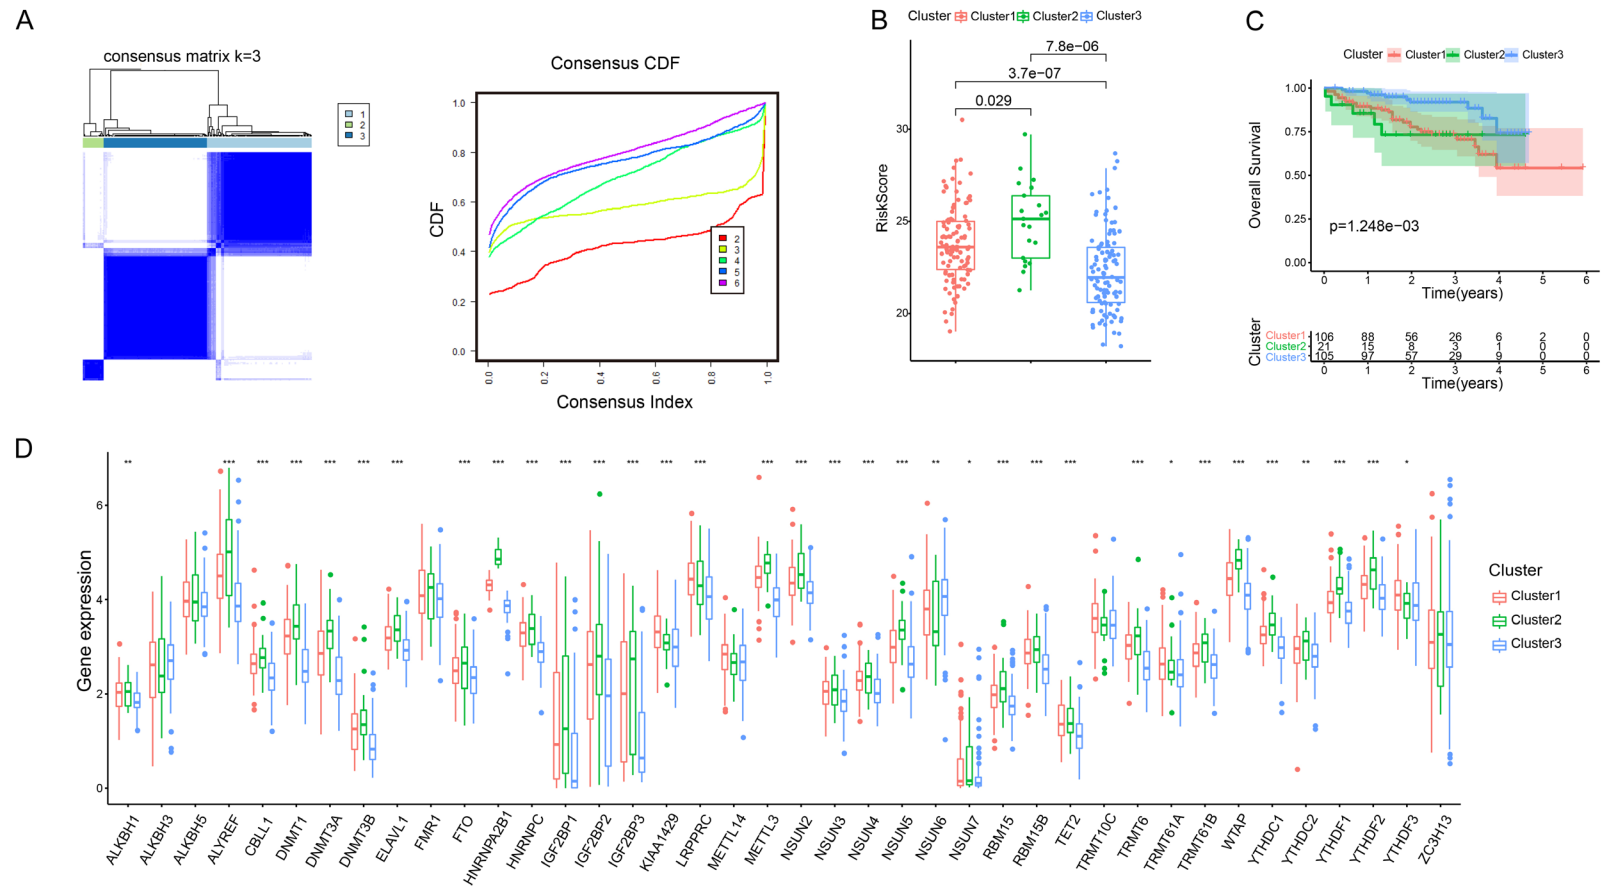 A
consensus matrix k=3
1
2
3
Consensus CDF
CDF
1.0
0.8
0.6
0.4
0.2
0.0
2
3
4
5
6
0.0 0.2 0.4 0.6 0.8 1.0
Consensus Index
B
Cluster Cluster1 Cluster2 Cluster3
7.8e−06
3.7e−07
0.029
RiskScore
30
25
20
C
Cluster Cluster1 Cluster2 Cluster3
Overall Survival
1.00
0.75
0.50
0.25
0.00
p=1.248e−03
0 1 2 3 4 5 6
Time(years)
Cluster
Cluster1 106 88 56 26 6 2 0
Cluster2 21 15 8 3 1 0 0
Cluster3 105 97 57 29 9 0 0
0 1 2 3 4 5 6
Time(years)
D
** *** *** *** *** *** *** *** *** *** *** *** *** *** *** *** *** *** *** ** * *** *** *** *** * *** *** *** ** *** *** *
Gene expression
6
4
2
0
Cluster
Cluster1
Cluster2
Cluster3
ALKBH1 ALKBH3 ALKBH5 ALYREF CBLL1 DNMT1 DNMT3A DNMT3B ELAVL1 FMR1 FTO HNRNPA2B1 HNRNPC IGF2BP1 IGF2BP2 IGF2BP3 KIAA1429 LRPPRC METTL14 METTL3 NSUN2 NSUN3 NSUN4 NSUN5 NSUN6 NSUN7 RBM15 RBM15B TET2 TRMT10C TRMT6 TRMT61A TRMT61B WTAP YTHDC1 YTHDC2 YTHDF1 YTHDF2 YTHDF3 ZC3H13